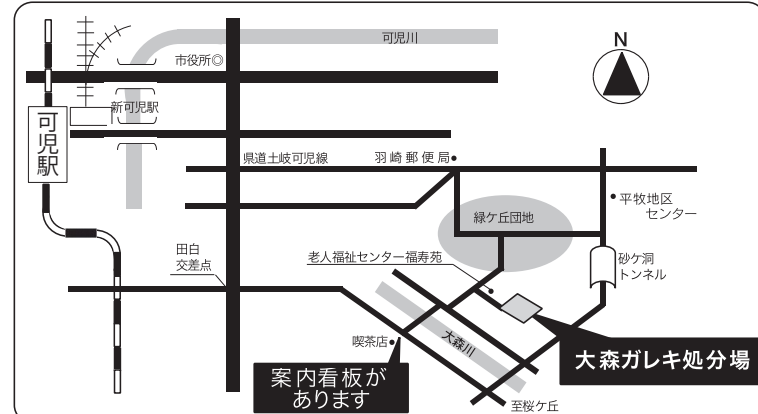 可児川
N
市役所◎
新可児駅
可児駅
県道土岐可児線
羽崎郵便局
平牧地区
センター
緑ケ丘団地
田白
交差点
老人福祉センター福寿苑
砂ケ洞
トンネル
大森川
喫茶店
大森ガレキ処分場
案内看板が
あります
至桜ケ丘